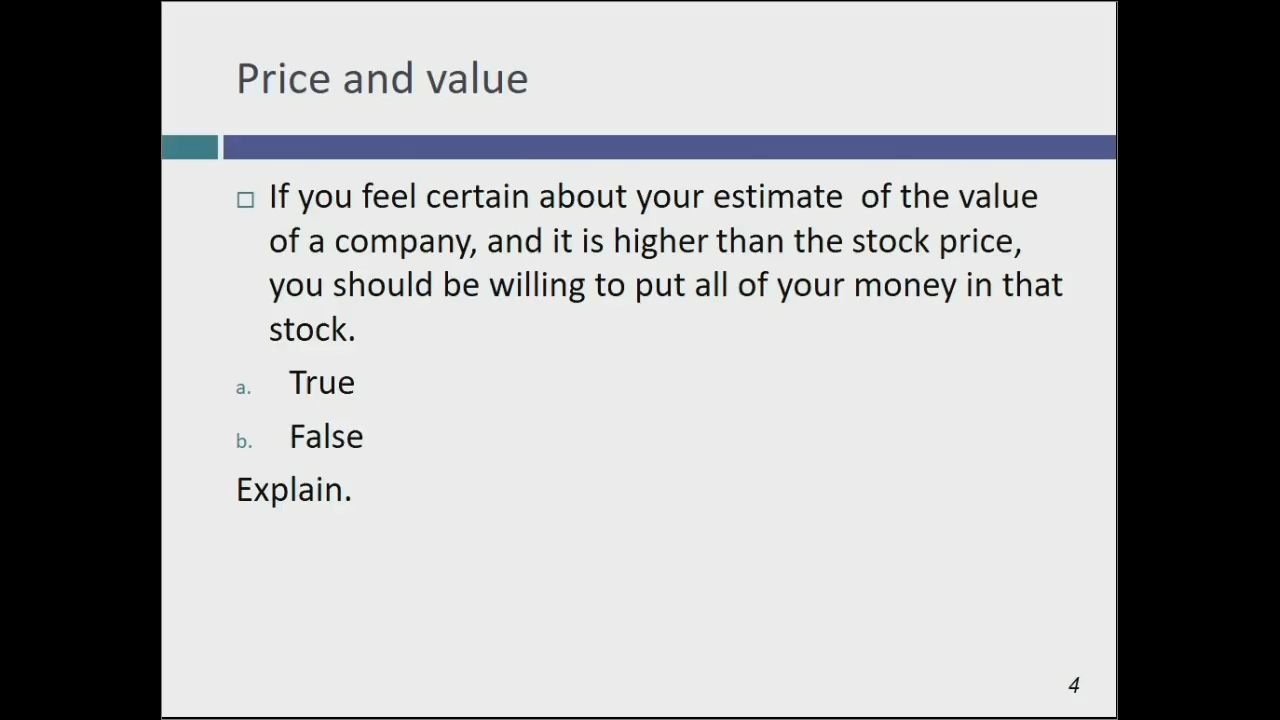 Price and value
If you feel certain about your estimate of the value
of a company, and it is higher than the stock price,
you should be willing to put all of your money in that
stock.
a. True
b. False
Explain.
4